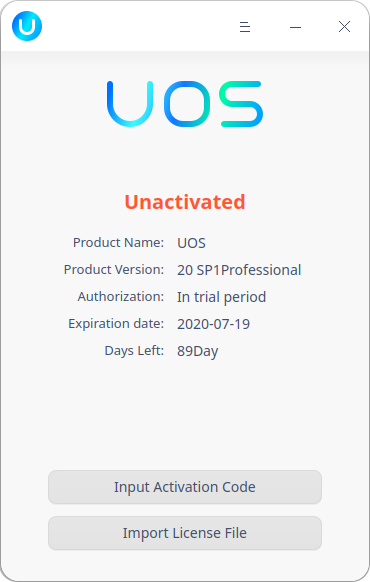 UOS
Unactivated
Product Name: UOS
Product Version: 20 SP1Professional
Authorization: In trial period
Expiration date: 2020-07-19
Days Left: 89Day
Input Activation Code
Import License File